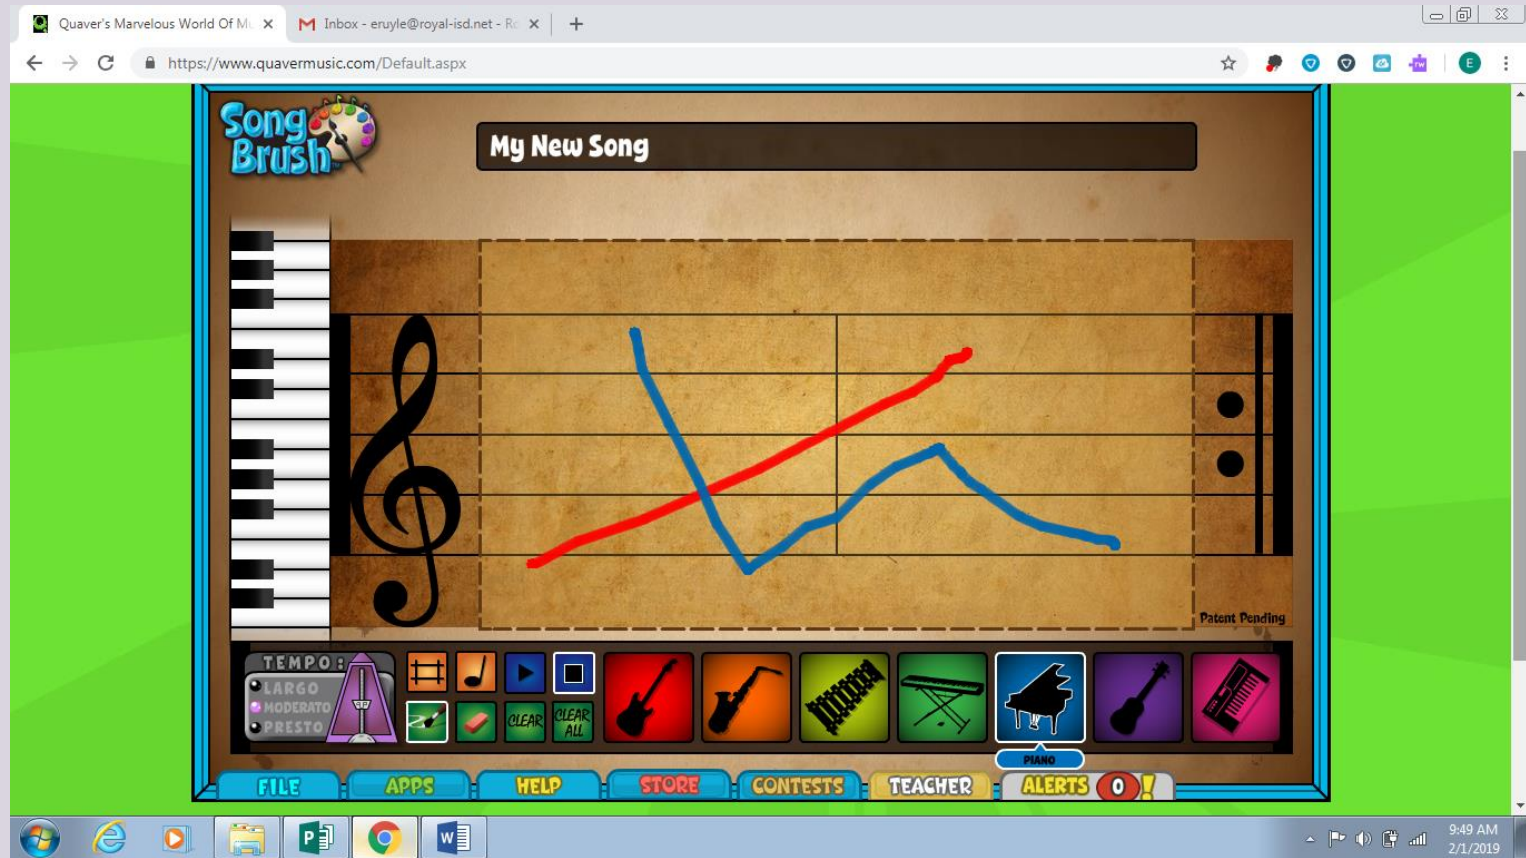 Quaver's Marvelous World Of M
Inbox - eruyle@royal-isd.net - R
https://www.quavermusic.com/Default.aspx
rw
E
Song
Brush
My New Song
Patent Pending
TEMPO:
LARGO
MODERATO
PRESTO
CLEAR
CLEAR
ALL
PIANO
FILE
APPS
HELP
STORE
CONTESTS
TEACHER
ALERTS 0 !
P
W
9:49 AM
2/1/2019